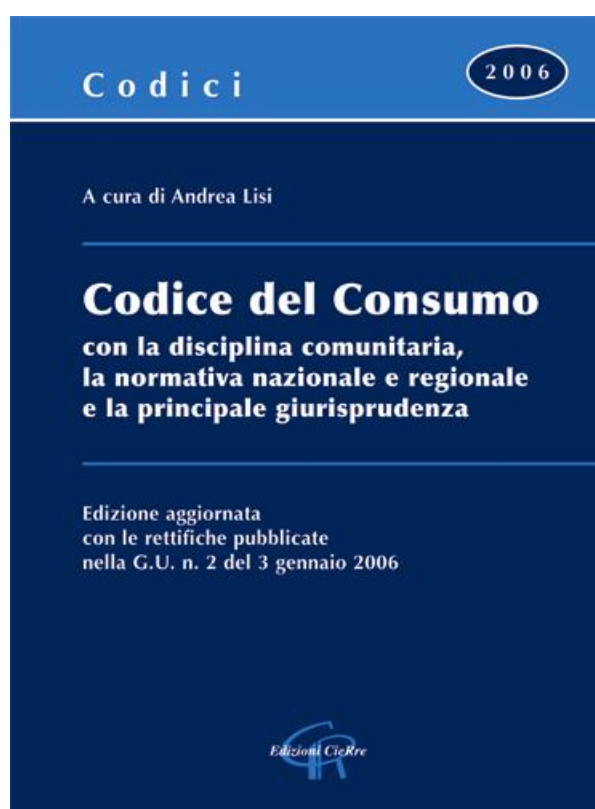 Codici
2006
A cura di Andrea Lisi
Codice del Consumo
con la disciplina comunitaria,
la normativa nazionale e regionale
e la principale giurisprudenza
Edizione aggiornata
con le rettifiche pubblicate
nella G.U. n. 2 del 3 gennaio 2006
Edizioni CieRre